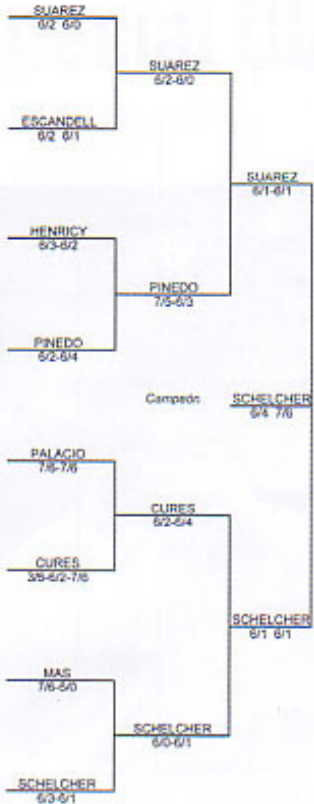 SUAREZ
6/2 6/0
SUAREZ
6/2-6/0
ESCANDELL
6/2 6/1
SUAREZ
6/1-6/1
HENRICY
6/3-6/2
PINEDO
7/5-6/3
PINEDO
6/2-6/4
Campeón
SCHELCHER
6/4 7/6
PALACIO
7/6-7/6
CURES
6/2-6/4
CURES
3/6-6/2-7/6
SCHELCHER
6/1 6/1
MAS
7/6-6/0
SCHELCHER
6/0-6/1
SCHELCHER
6/3-6/1